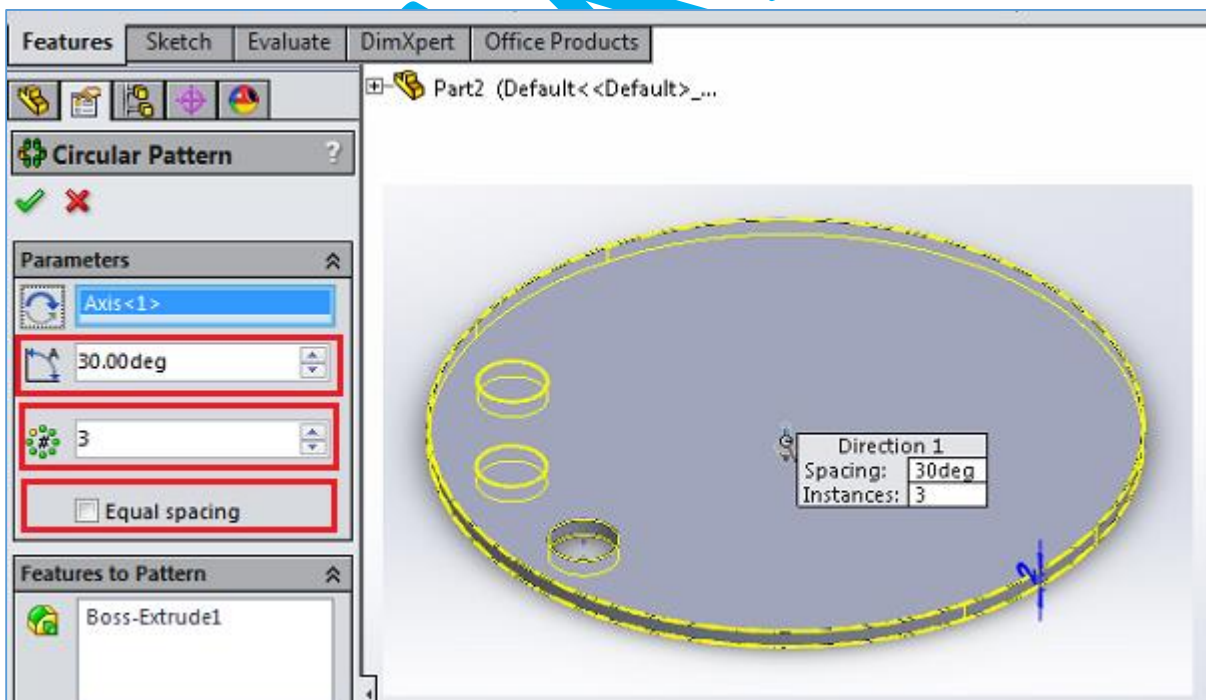 Features Sketch Evaluate DimXpert Office Products
Part2 (Default<<Default>_...
Circular Pattern ?
Parameters
Axis<1>
30.00deg
3
Equal spacing
Features to Pattern
Boss-Extrude1
Direction 1
Spacing: 30deg
Instances: 3
2